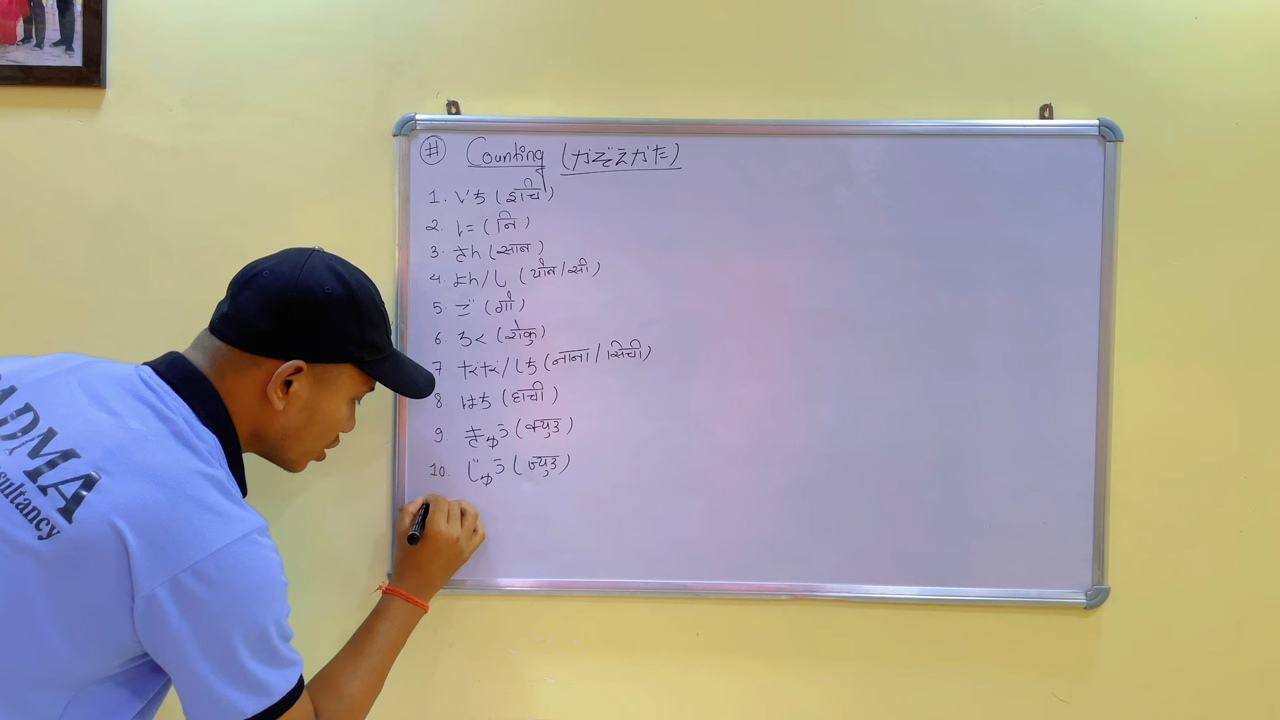 # Counting (かぞえかた)
1. いち (इची)
2. に (नि)
3. さん (सान)
4. よん/し (योन/सी)
5. ご (गो)
6. ろく (रोकु)
7. なな/しち (नाना/सिची)
8. はち (हाची)
9. きゅう (क्युउ)
10. じゅう (ज्युउ)
ADMA
sultancy